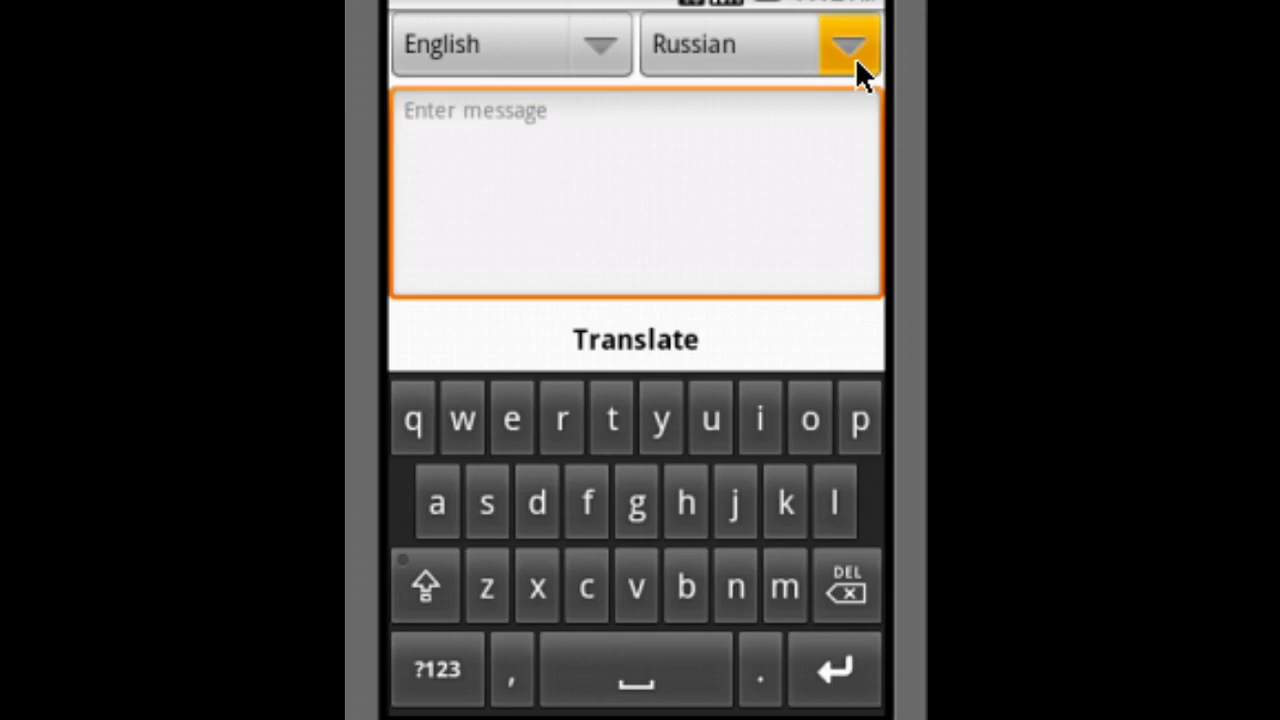 English Russian
Enter message
Translate
q w e r t y u i o p
a s d f g h j k l
z x c v b n m DEL
?123 , .